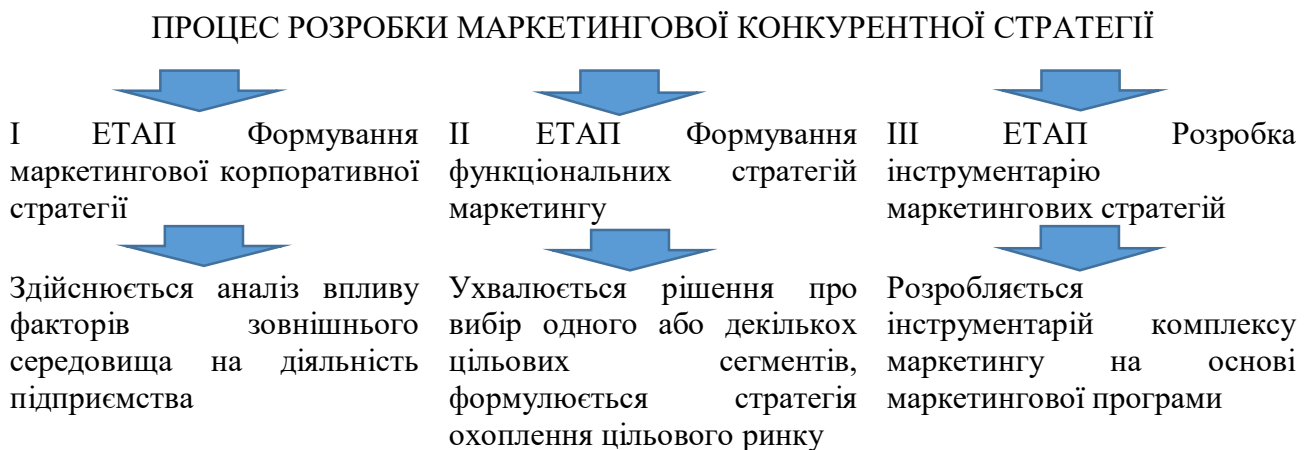 ПРОЦЕС РОЗРОБКИ МАРКЕТИНГОВОЇ КОНКУРЕНТНОЇ СТРАТЕГІЇ
I ЕТАП Формування
маркетингової корпоративної
стратегії
II ЕТАП Формування
функціональних стратегій
маркетингу
III ЕТАП Розробка
інструментарію
маркетингових стратегій
Здійснюється аналіз впливу
факторів зовнішнього
середовища на діяльність
підприємства
Ухвалюється рішення про
вибір одного або декількох
цільових сегментів,
формулюється стратегія
охоплення цільового ринку
Розробляється
інструментарій комплексу
маркетингу на основі
маркетингової програми